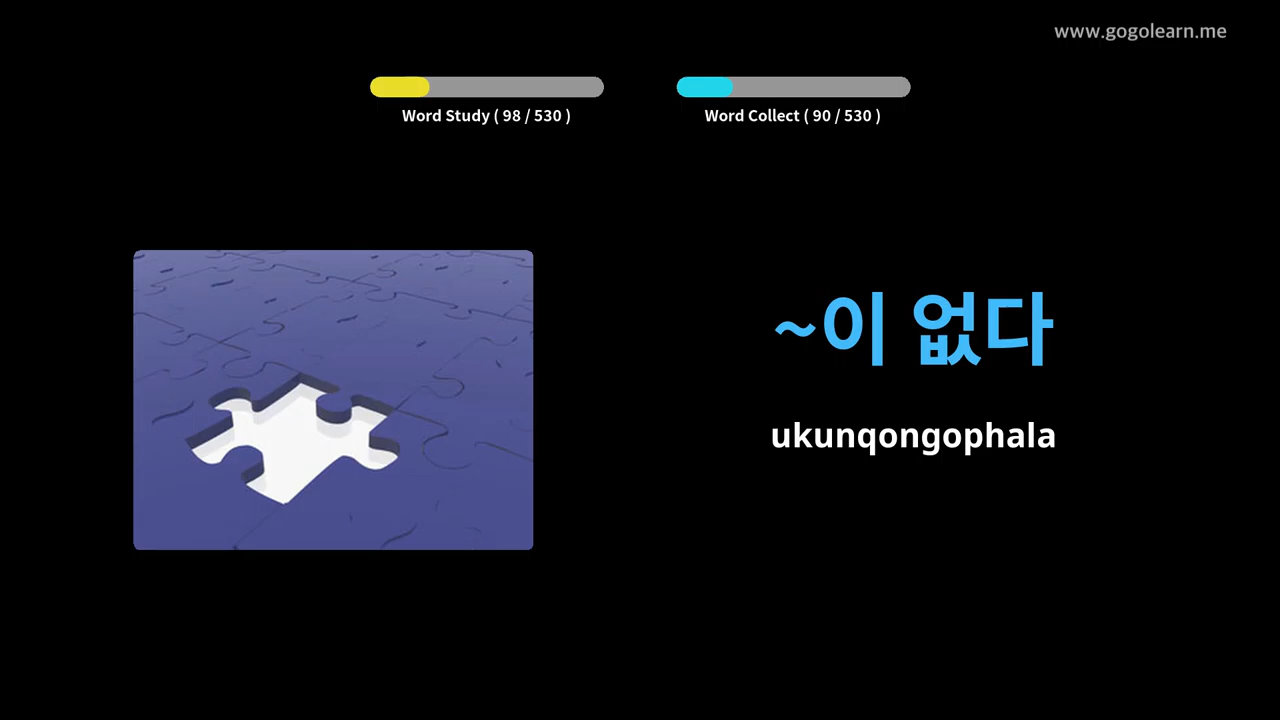 www.gogolearn.me
Word Study ( 98 / 530 )
Word Collect ( 90 / 530 )
~이 없다
ukunqongophala